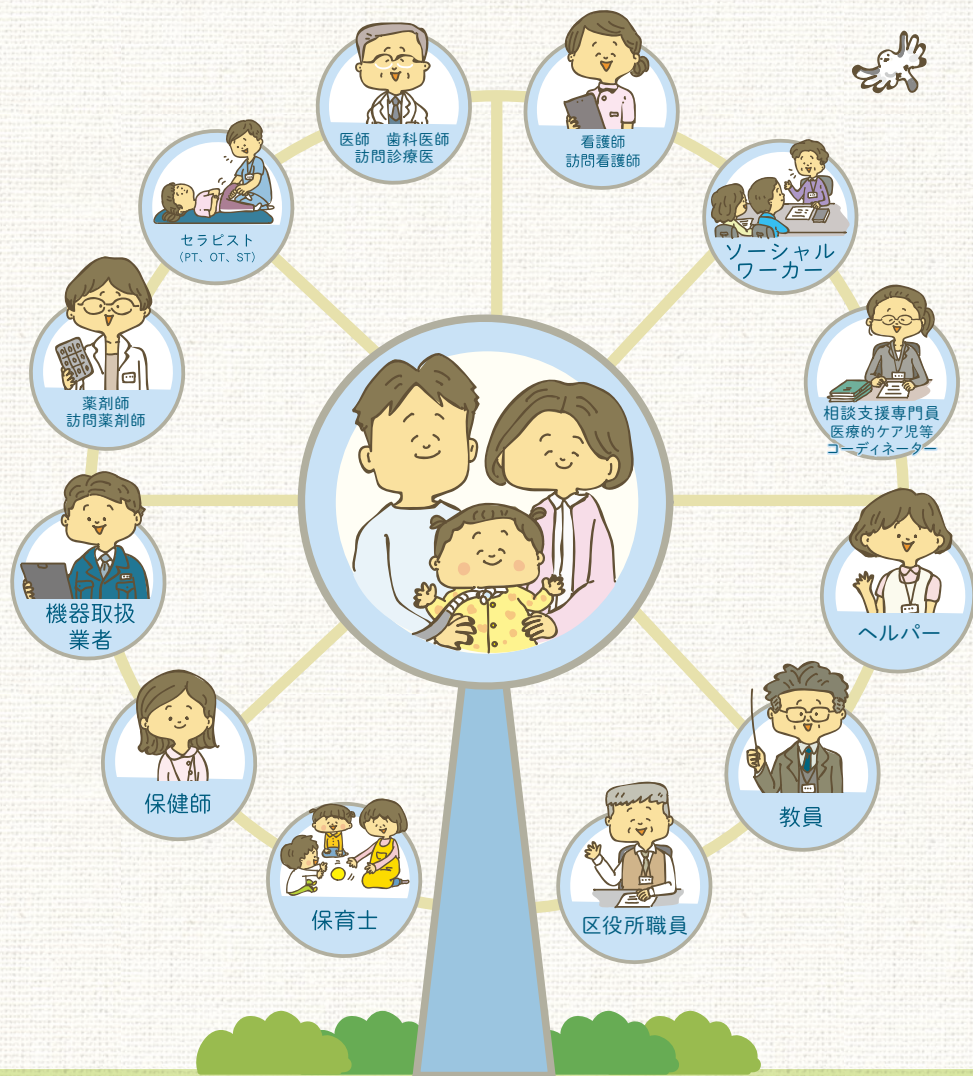 医師　歯科医師
訪問診療医
看護師
訪問看護師
セラピスト
(PT、OT、ST)
ソーシャル
ワーカー
薬剤師
訪問薬剤師
相談支援専門員
医療的ケア児等
コーディネーター
機器取扱
業者
ヘルパー
保健師
教員
保育士
区役所職員